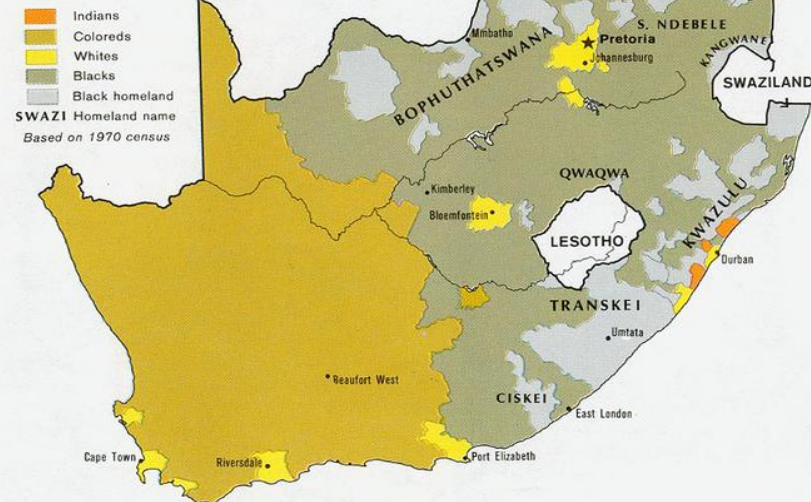 Indians
Coloreds
Whites
Blacks
Black homeland
SWAZI Homeland name
Based on 1970 census
Mmbatho
BOPHUTHATSWANA
S. NDEBELE
Pretoria
Johannesburg
KANGWANE
SWAZILAND
QWAQWA
Kimberley
Bloemfontein
KWAZULU
LESOTHO
Durban
TRANSKEI
Umtata
Beaufort West
CISKEI
East London
Cape Town
Riversdale
Port Elizabeth